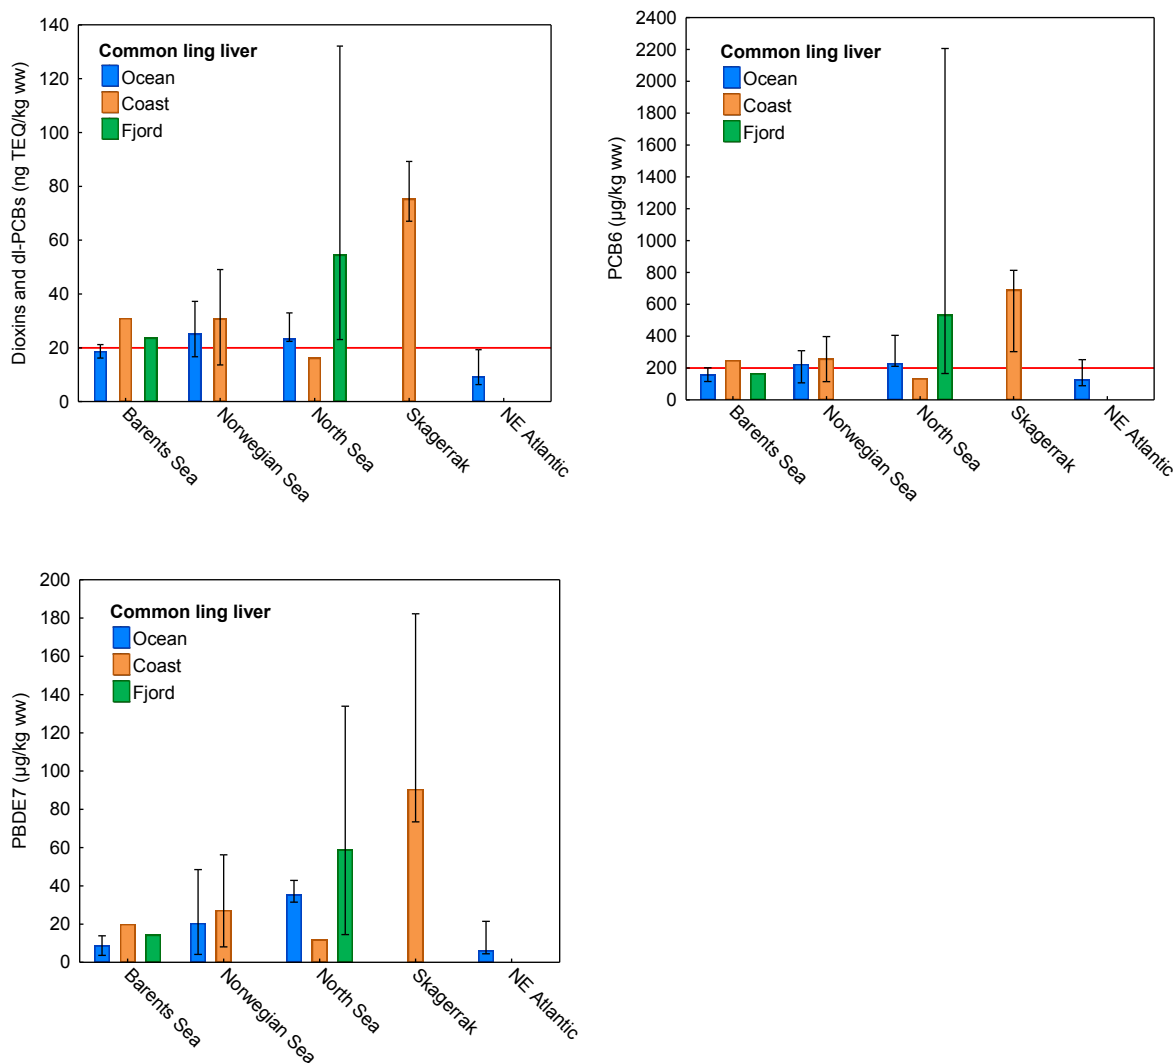 Dioxins and dl-PCBs (ng TEQ/kg ww)
140
120
100
80
60
40
20
0
Common ling liver
Ocean
Coast
Fjord
Barents Sea
Norwegian Sea
North Sea
Skagerrak
NE Atlantic
PCB6 (µg/kg ww)
2400
2200
2000
1800
1600
1400
1200
1000
800
600
400
200
0
Common ling liver
Ocean
Coast
Fjord
Barents Sea
Norwegian Sea
North Sea
Skagerrak
NE Atlantic
PBDE7 (µg/kg ww)
200
180
160
140
120
100
80
60
40
20
0
Common ling liver
Ocean
Coast
Fjord
Barents Sea
Norwegian Sea
North Sea
Skagerrak
NE Atlantic